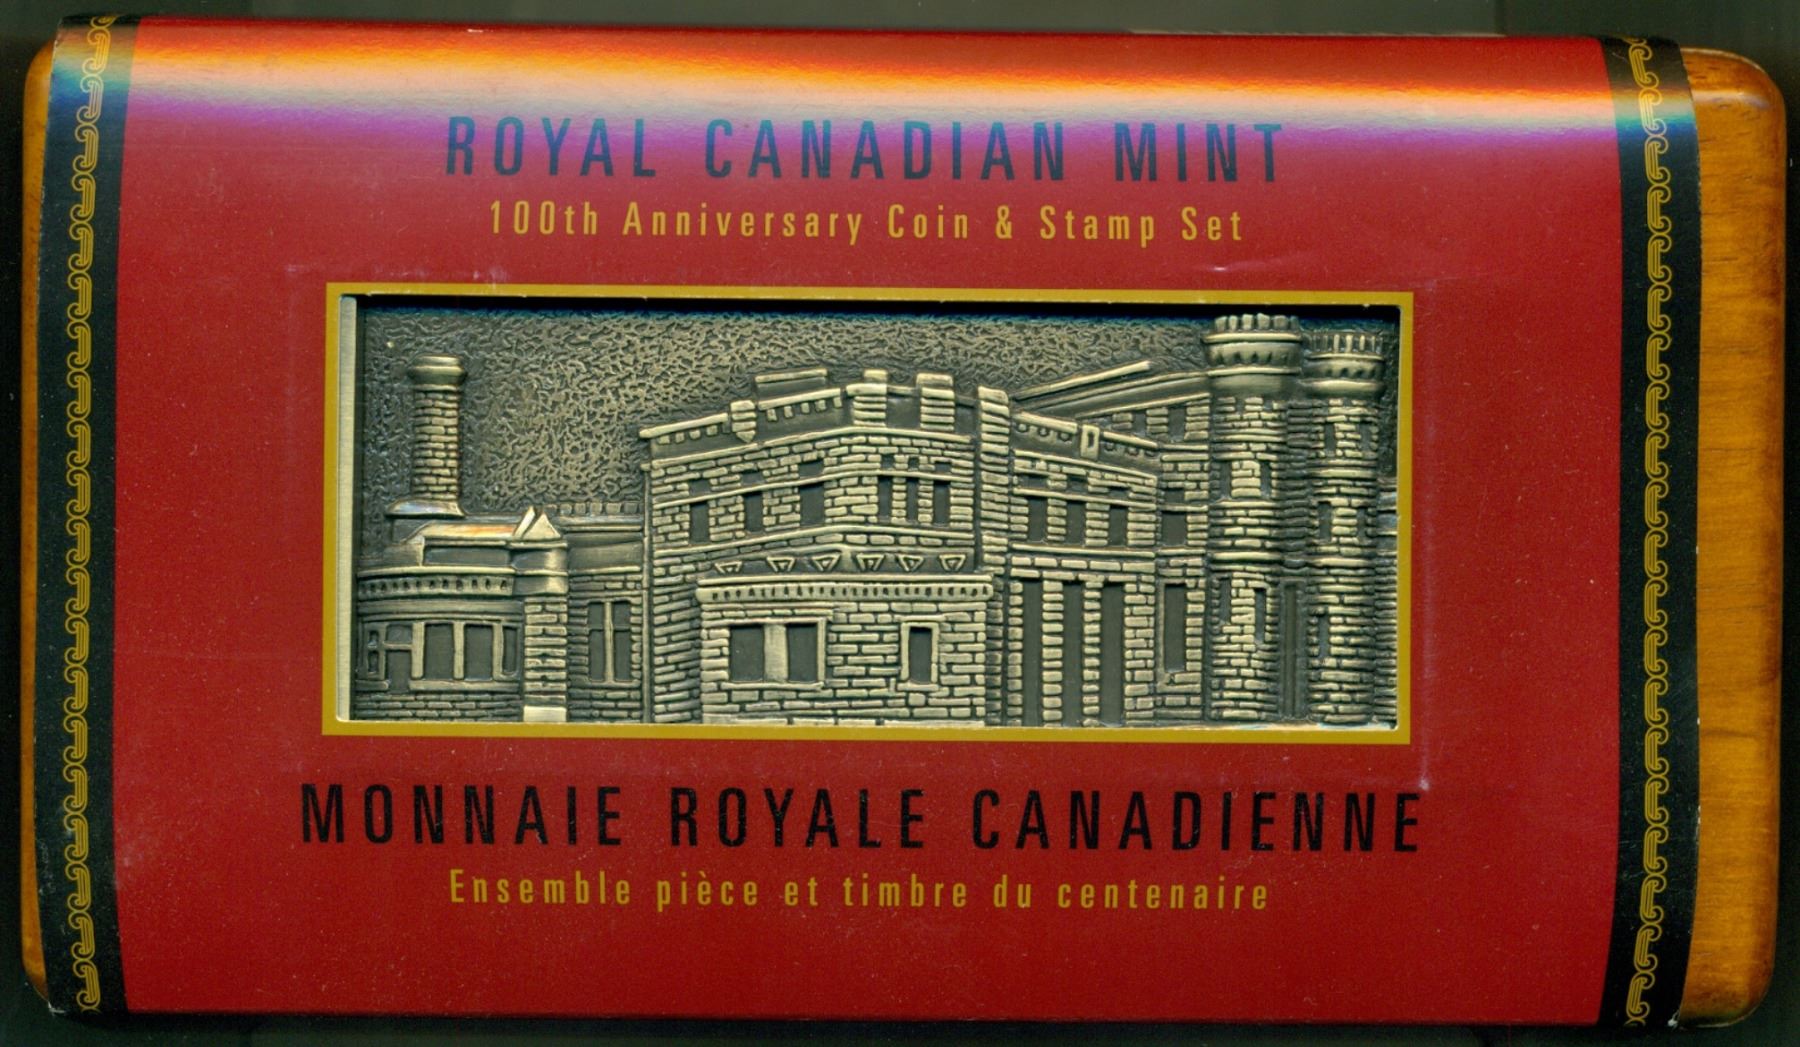 ROYAL CANADIAN MINT
100th Anniversary Coin & Stamp Set
MONNAIE ROYALE CANADIENNE
Ensemble pièce et timbre du centenaire